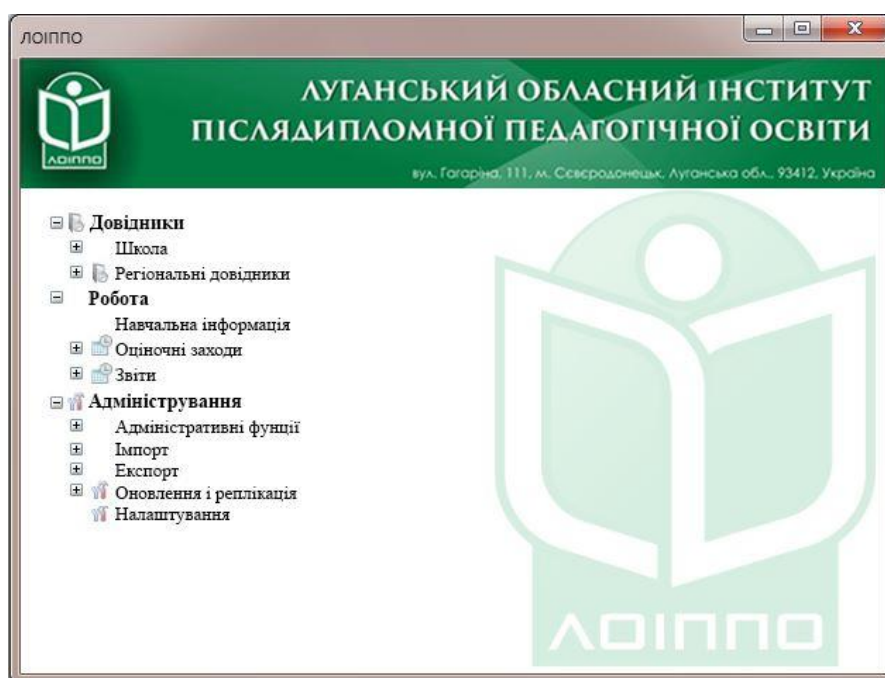 ЛОІППО
ЛУГАНСЬКИЙ ОБЛАСНИЙ ІНСТИТУТ
ПІСЛЯДИПЛОМНОЇ ПЕДАГОГІЧНОЇ ОСВІТИ
ЛОІППО
вул. Гагаріна, 111, м. Сєвєродонецьк, Луганська обл., 93412, Україна
Довідники
Школа
Регіональні довідники
Робота
Навчальна інформація
Оціночні заходи
Звіти
Адміністрування
Адміністративні фунції
Імпорт
Експорт
Оновлення і реплікація
Налаштування
ЛОІППО